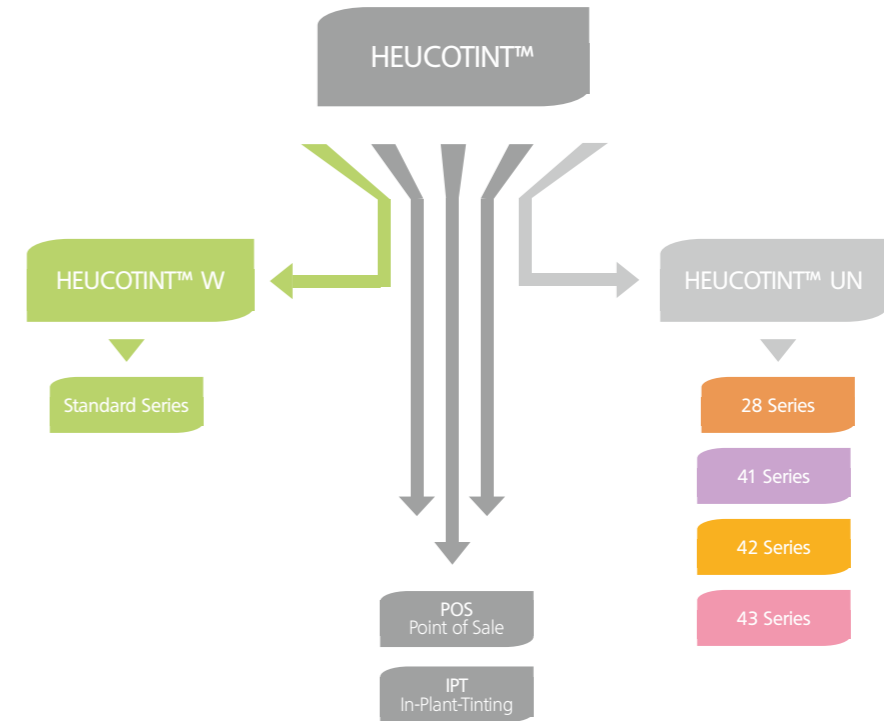 HEUCOTINT™
HEUCOTINT™ W
HEUCOTINT™ UN
Standard Series
28 Series
41 Series
42 Series
43 Series
POS
Point of Sale
IPT
In-Plant-Tinting